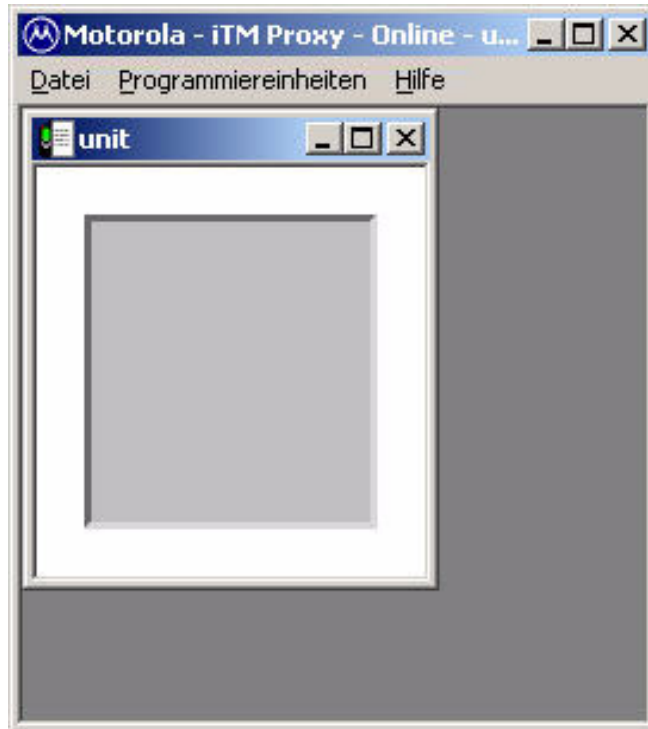 Motorola - iTM Proxy - Online - u...
Datei Programmiereinheiten Hilfe
unit